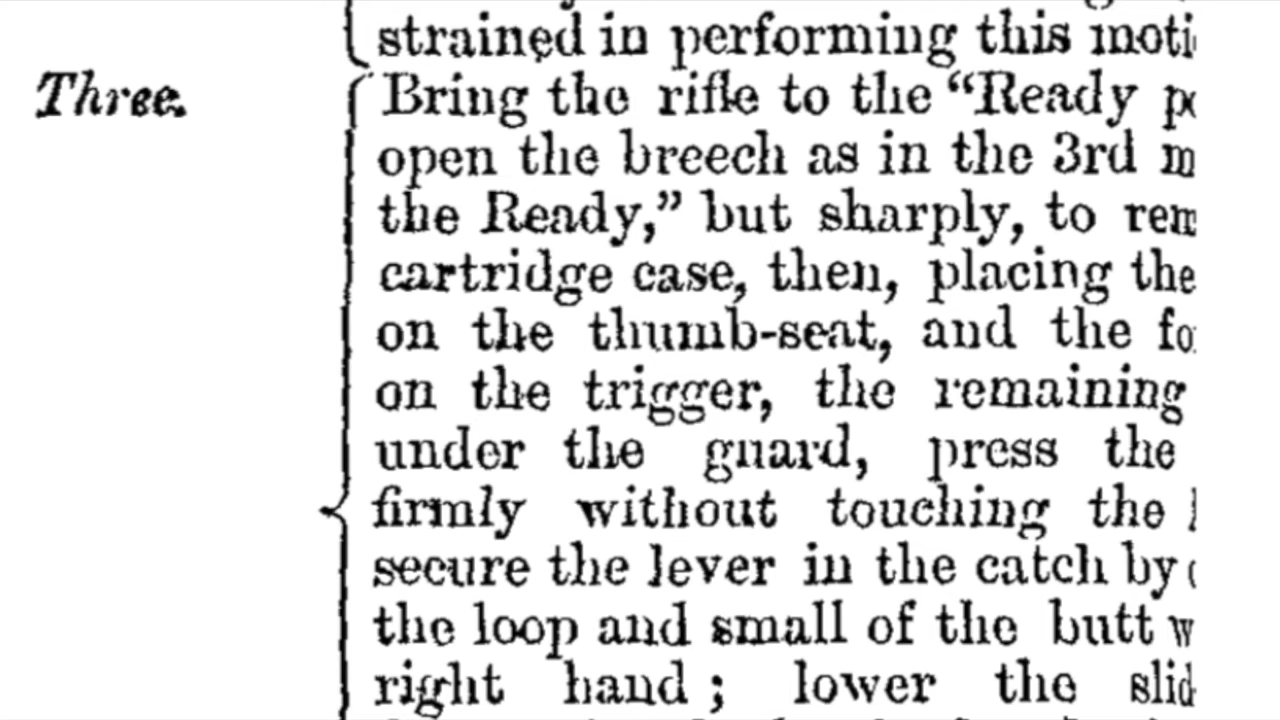 strained in performing this
Three.
Bring the rifle to the “Ready
open the breech as in the 3rd
the Ready,” but sharply, to
cartridge case, then, placing the
on the thumb-seat, and the
on the trigger, the remaining
under the guard, press the
firmly without touching the
secure the lever in the catch by
the loop and small of the butt
right hand ; lower the